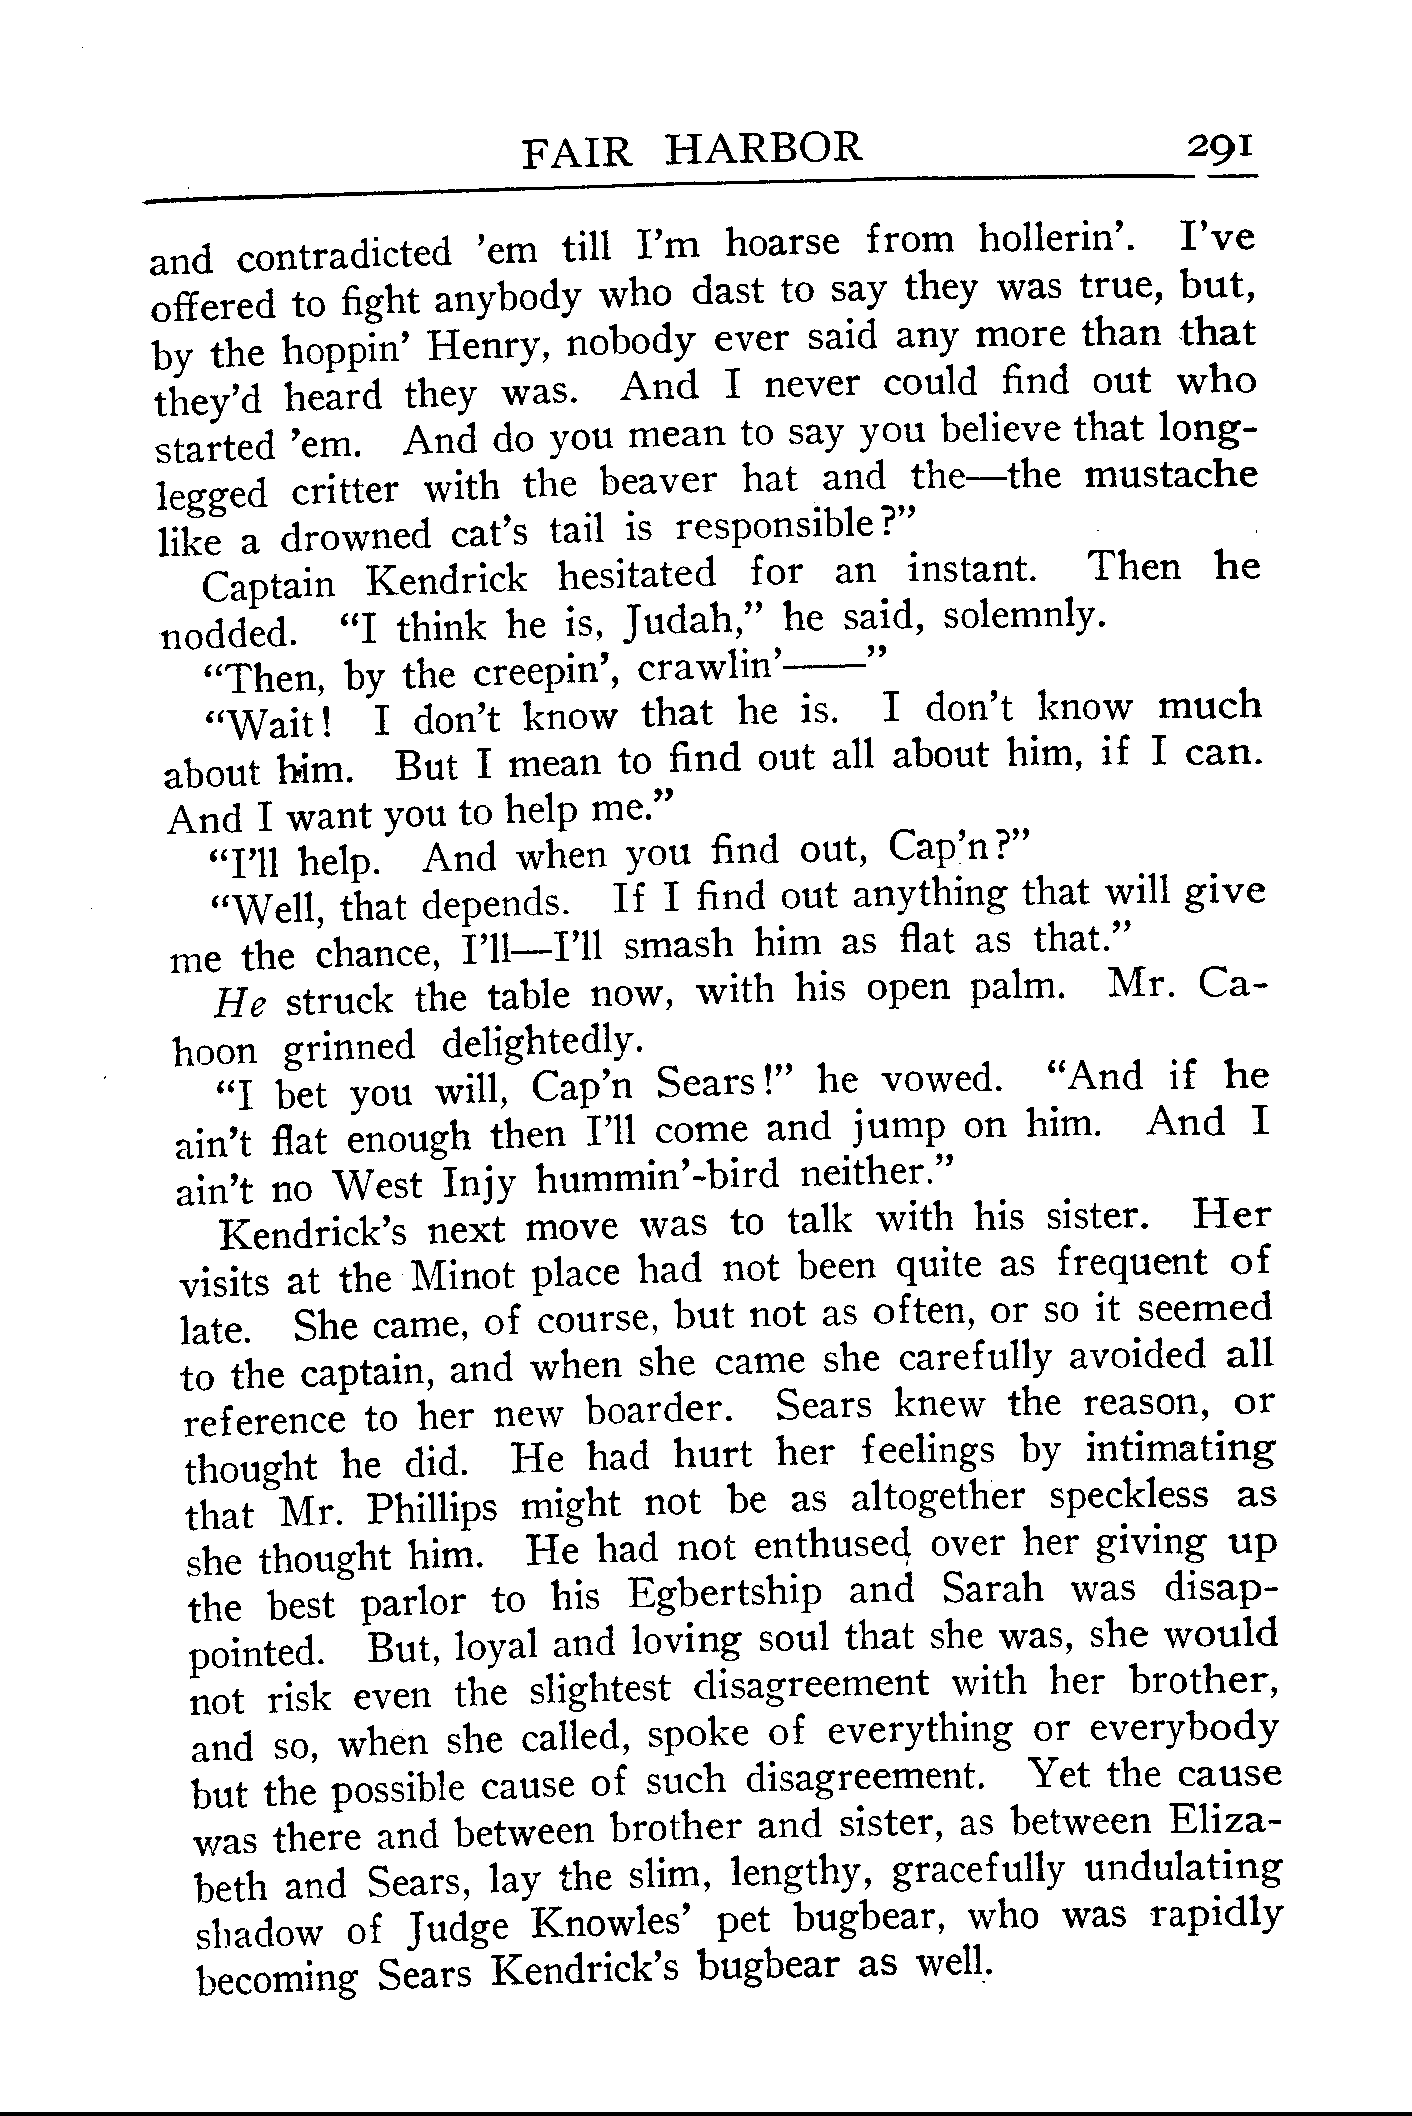 FAIR HARBOR 291
and contradicted 'em till I'm hoarse from hollerin'. I've
offered to fight anybody who dast to say they was true, but,
by the hoppin' Henry, nobody ever said any more than that
they'd heard they was. And I never could find out who
started 'em. And do you mean to say you believe that long-
legged critter with the beaver hat and the—the mustache
like a drowned cat's tail is responsible?"
Captain Kendrick hesitated for an instant. Then he
nodded. "I think he is, Judah," he said, solemnly.
"Then, by the creepin', crawlin'——"
"Wait! I don't know that he is. I don't know much
about him. But I mean to find out all about him, if I can.
And I want you to help me."
"I'll help. And when you find out, Cap'n?"
"Well, that depends. If I find out anything that will give
me the chance, I'll—I'll smash him as flat as that."
He struck the table now, with his open palm. Mr. Ca-
hoon grinned delightedly.
"I bet you will, Cap'n Sears!" he vowed. "And if he
ain't flat enough then I'll come and jump on him. And I
ain't no West Injy hummin'-bird neither."
Kendrick's next move was to talk with his sister. Her
visits at the Minot place had not been quite as frequent of
late. She came, of course, but not as often, or so it seemed
to the captain, and when she came she carefully avoided all
reference to her new boarder. Sears knew the reason, or
thought he did. He had hurt her feelings by intimating
that Mr. Phillips might not be as altogether speckless as
she thought him. He had not enthused over her giving up
the best parlor to his Egbertship and Sarah was disap-
pointed. But, loyal and loving soul that she was, she would
not risk even the slightest disagreement with her brother,
and so, when she called, spoke of everything or everybody
but the possible cause of such disagreement. Yet the cause
was there and between brother and sister, as between Eliza-
beth and Sears, lay the slim, lengthy, gracefully undulating
shadow of Judge Knowles' pet bugbear, who was rapidly
becoming Sears Kendrick's bugbear as well.